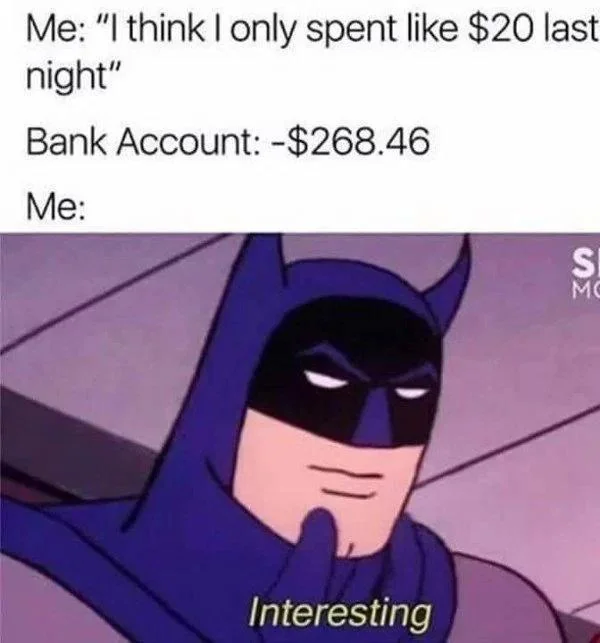 Me: "I think I only spent like $20 last
night"
Bank Account: -$268.46
Me:
Interesting